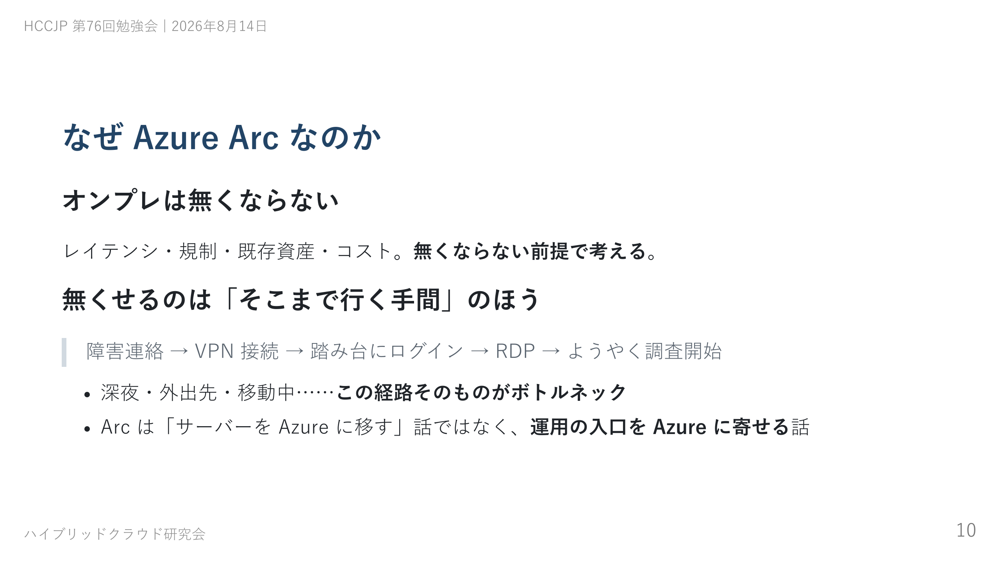 HCCJP 第76回勉強会 | 2026年8月14日
なぜ Azure Arc なのか
オンプレは無くならない
レイテンシ・規制・既存資産・コスト。無くならない前提で考える。
無くせるのは「そこまで行く手間」のほう
障害連絡 → VPN 接続 → 踏み台にログイン → RDP → ようやく調査開始
• 深夜・外出先・移動中……この経路そのものがボトルネック
• Arc は「サーバーを Azure に移す」話ではなく、運用の入口を Azure に寄せる話
ハイブリッドクラウド研究会
10